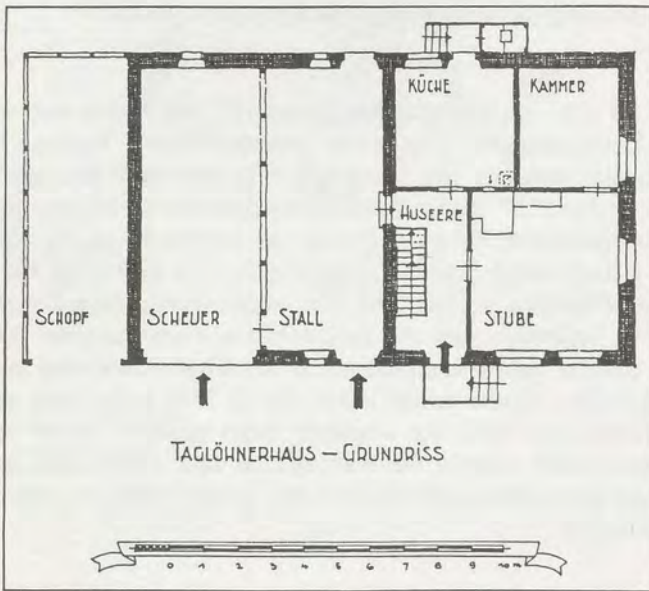 KÜCHE KAMMER
HUSEERE
SCHOPF SCHEUER STALL STUBE
TAGLÖHNERHAUS – GRUNDRISS
0 1 2 3 4 5 6 7 8 9 10 M